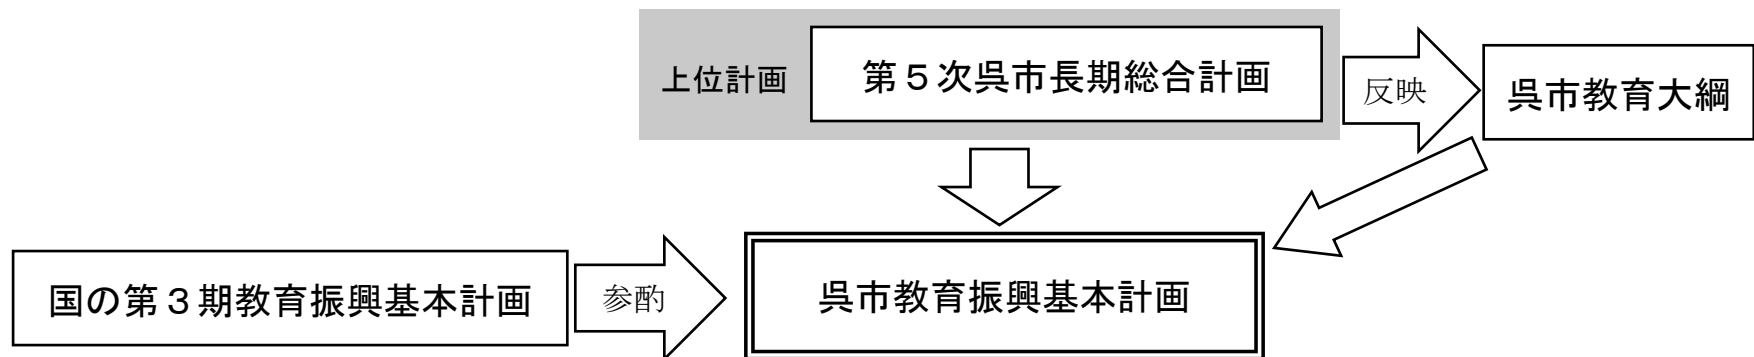 上位計画
第５次呉市長期総合計画
反映
呉市教育大綱
国の第３期教育振興基本計画
参酌
呉市教育振興基本計画